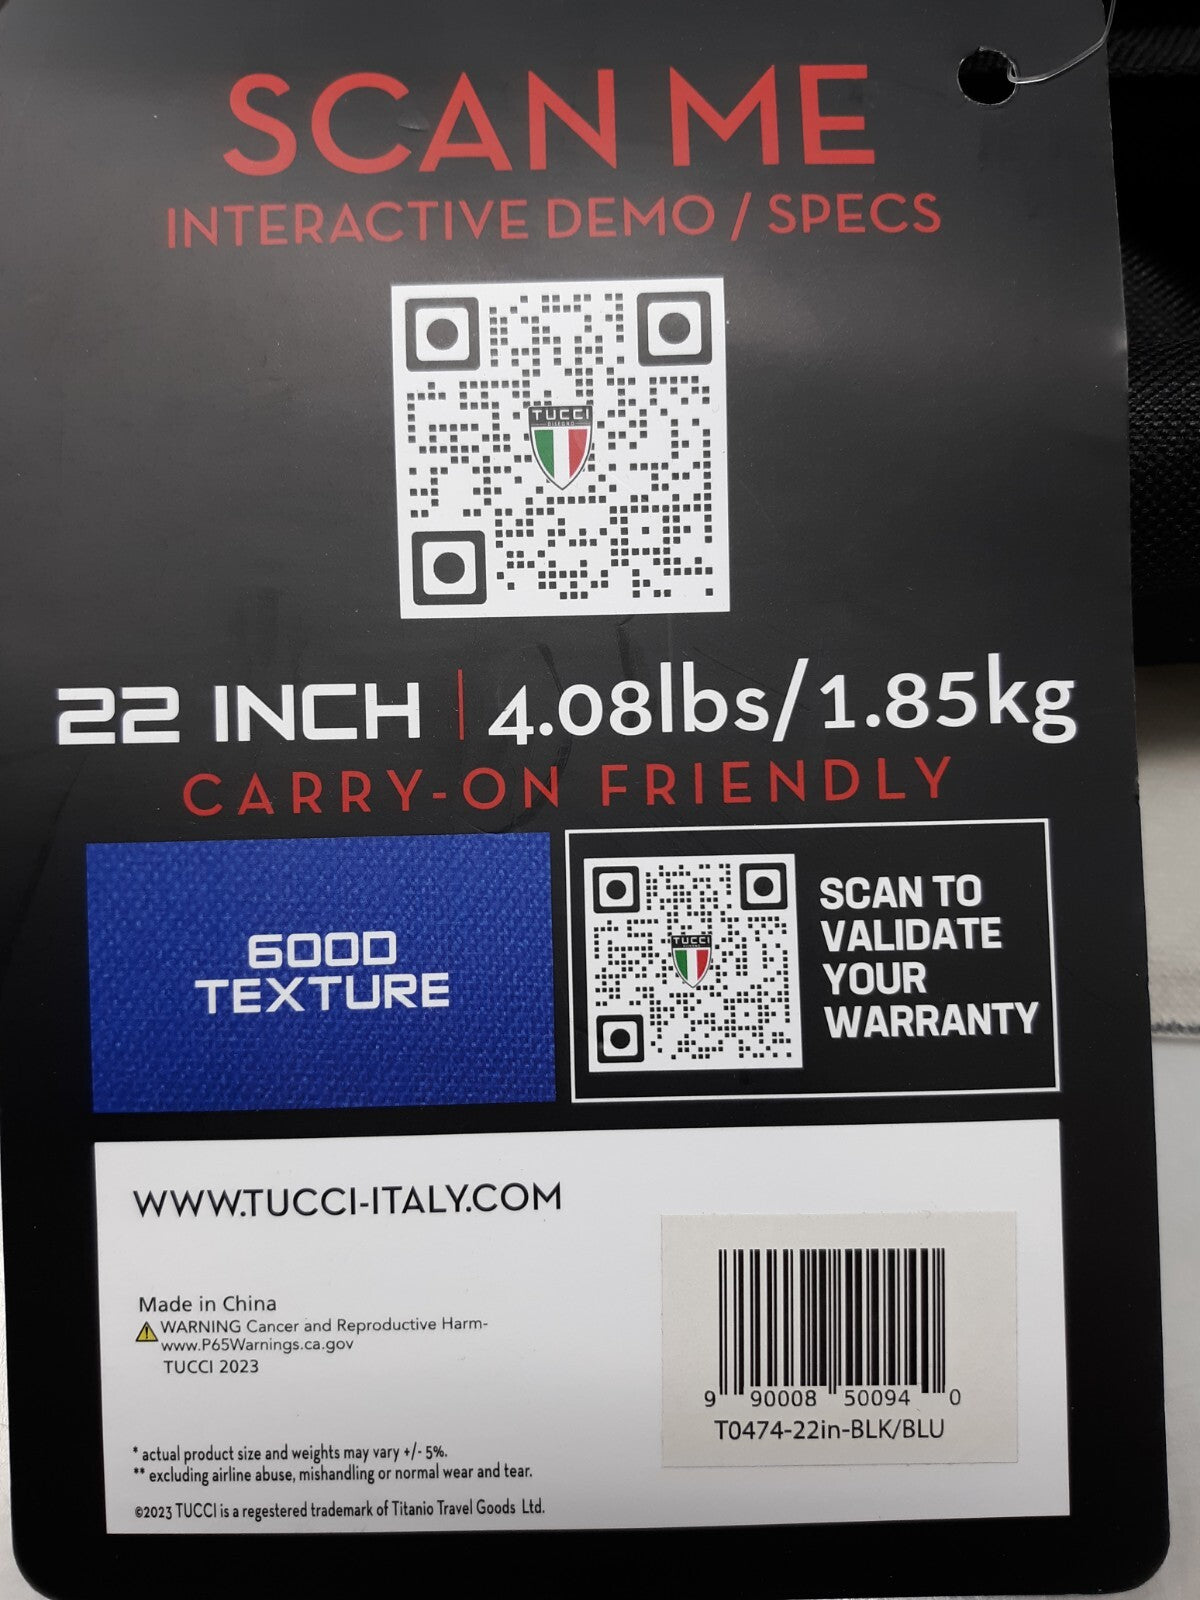 SCAN ME
INTERACTIVE DEMO / SPECS
TUCCI
DISEGNO
22 INCH | 4.08lbs/1.85kg
CARRY-ON FRIENDLY
600D
TEXTURE
TUCCI
SCAN TO
VALIDATE
YOUR
WARRANTY
WWW.TUCCI-ITALY.COM
Made in China
WARNING Cancer and Reproductive Harm-
www.P65Warnings.ca.gov
TUCCI 2023
9 90008 50094 0
T0474-22in-BLK/BLU
* actual product size and weights may vary +/- 5%.
** excluding airline abuse, mishandling or normal wear and tear.
©2023 TUCCI is a regestered trademark of Titanio Travel Goods Ltd.